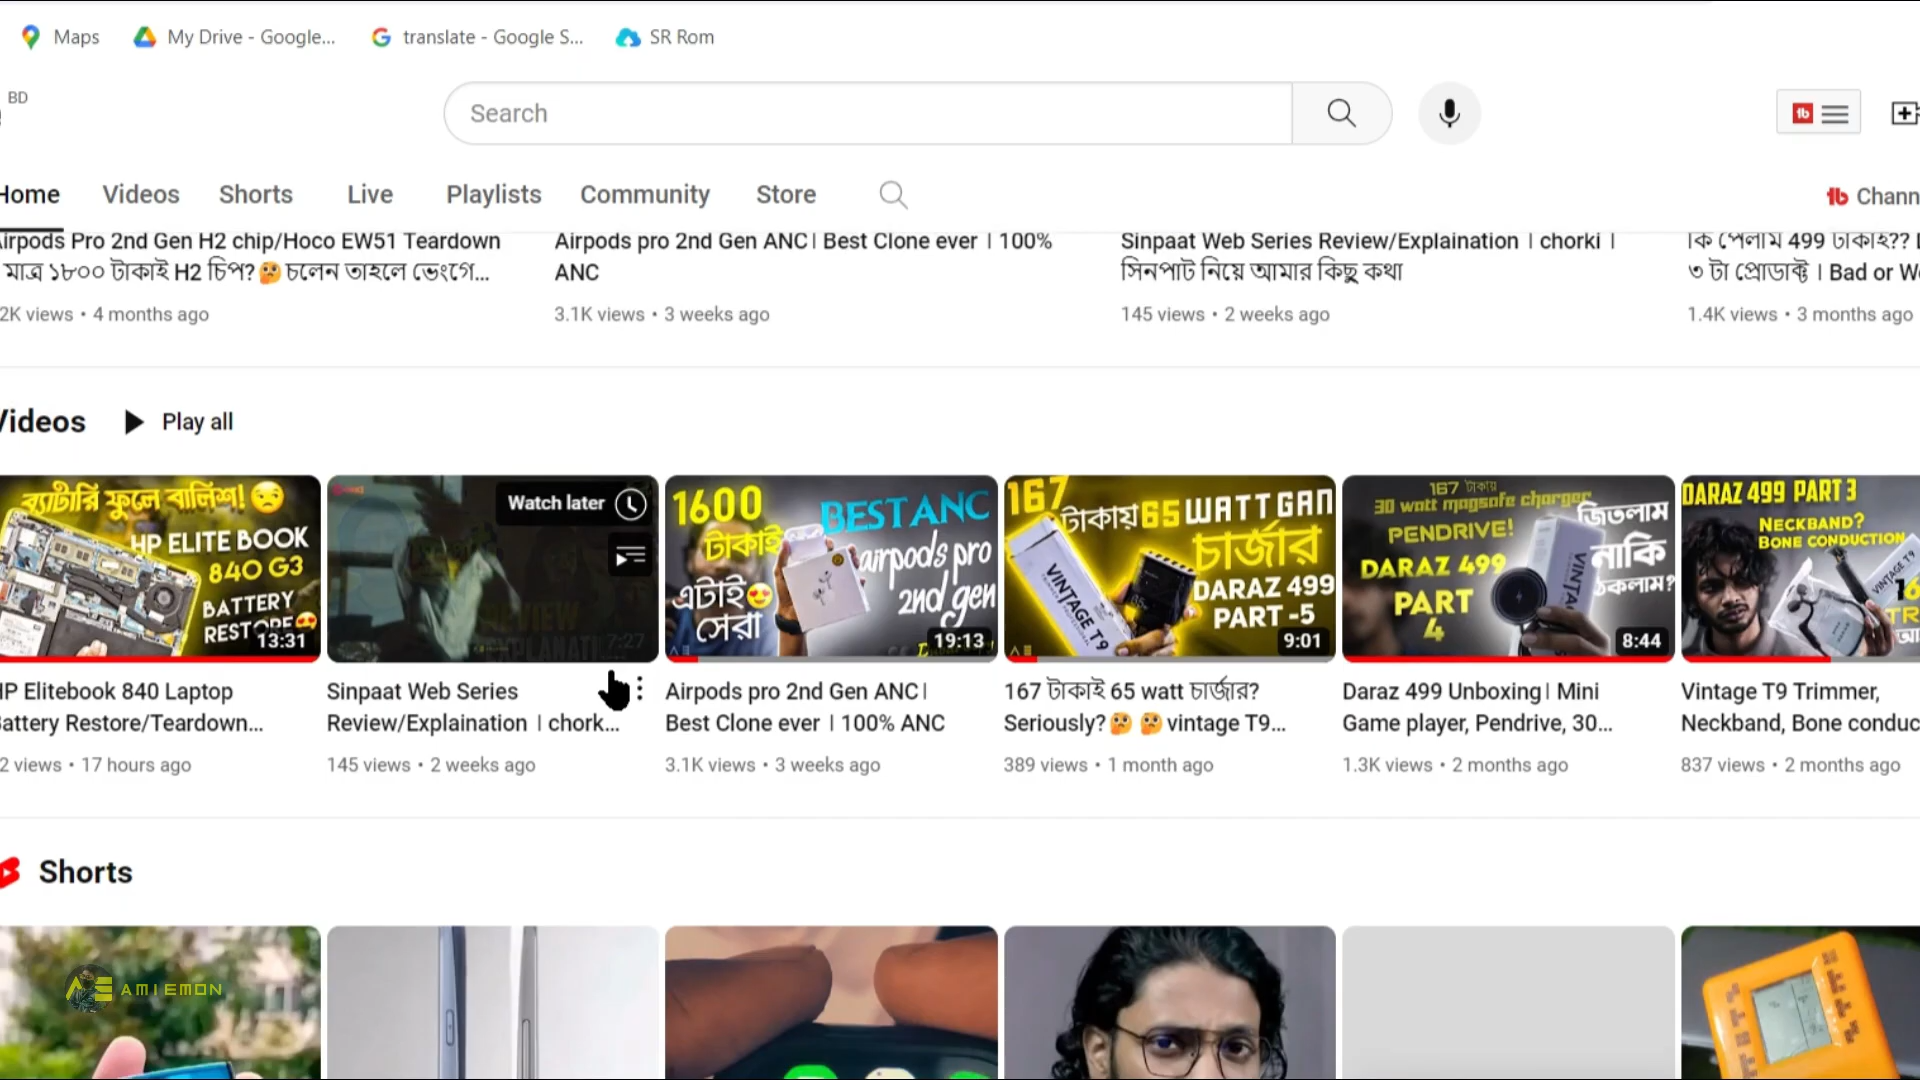 Maps My Drive - Google... translate - Google S... SR Rom
BD
Search
Home Videos Shorts Live Playlists Community Store
Chann
Airpods Pro 2nd Gen H2 chip/Hoco EW51 Teardown
মাত্র ১৮০০ টাকাই H2 চিপ?🤔চলেন তাহলে ভেংগে...
2K views • 4 months ago
Airpods pro 2nd Gen ANC। Best Clone ever । 100%
ANC
3.1K views • 3 weeks ago
Sinpaat Web Series Review/Explaination । chorki ।
সিনপাট নিয়ে আমার কিছু কথা
145 views • 2 weeks ago
কি পেলাম 499 টাকাই??
৩ টা প্রোডাক্ট । Bad or W
1.4K views • 3 months ago
Videos Play all
ব্যাটারি ফুলে বালিশ!
HP ELITE BOOK
840 G3
BATTERY
RESTORE
13:31
Watch later
7:27
1600
টাকাই
এটাই
সেরা
BEST ANC
airpods pro
2nd gen
19:13
167
টাকায় 65 WATT GAN
চার্জার
DARAZ 499
PART -5
VINTAGE T9
9:01
167 টাকায়
30 watt magsafe charger
PENDRIVE!
DARAZ 499
PART
4
জিতলাম
নাকি
ঠকলাম?
8:44
DARAZ 499 PART 3
NECKBAND?
BONE CONDUCTION
VINTAGE T9
HP Elitebook 840 Laptop
Battery Restore/Teardown...
2 views • 17 hours ago
Sinpaat Web Series
Review/Explaination । chork...
145 views • 2 weeks ago
Airpods pro 2nd Gen ANC।
Best Clone ever । 100% ANC
3.1K views • 3 weeks ago
167 টাকাই 65 watt চার্জার?
Seriously?🤔 🤔vintage T9...
389 views • 1 month ago
Daraz 499 Unboxing। Mini
Game player, Pendrive, 30...
1.3K views • 2 months ago
Vintage T9 Trimmer,
Neckband, Bone conduc
837 views • 2 months ago
Shorts
AMIEMON